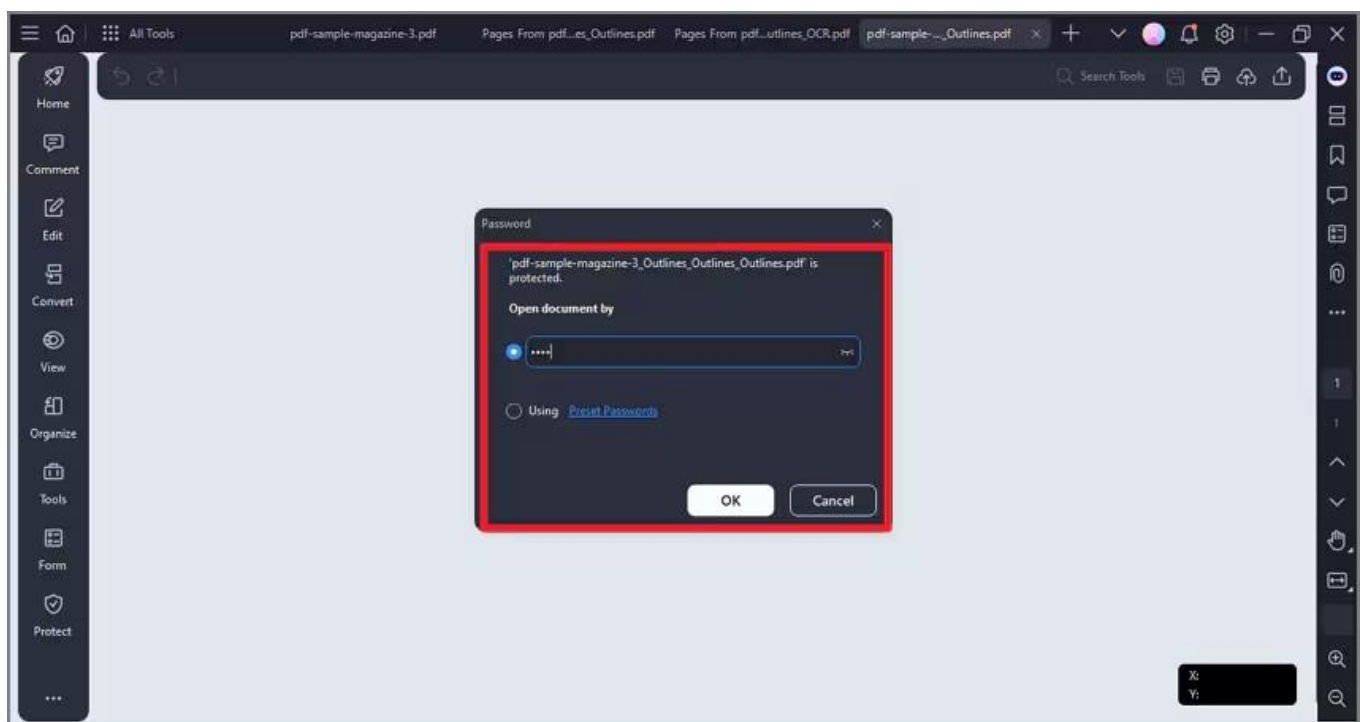 All Tools
pdf-sample-magazine-3.pdf
Pages From pdf...es_Outlines.pdf
Pages From pdf...utlines_OCR.pdf
pdf-sample-..._Outlines.pdf
Search Tools
Home
Comment
Edit
Convert
View
Organize
Tools
Form
Protect
Password
'pdf-sample-magazine-3_Outlines_Outlines_Outlines.pdf' is
protected.
Open document by
••••
Using Preset Passwords
OK
Cancel
1
1
X:
Y: